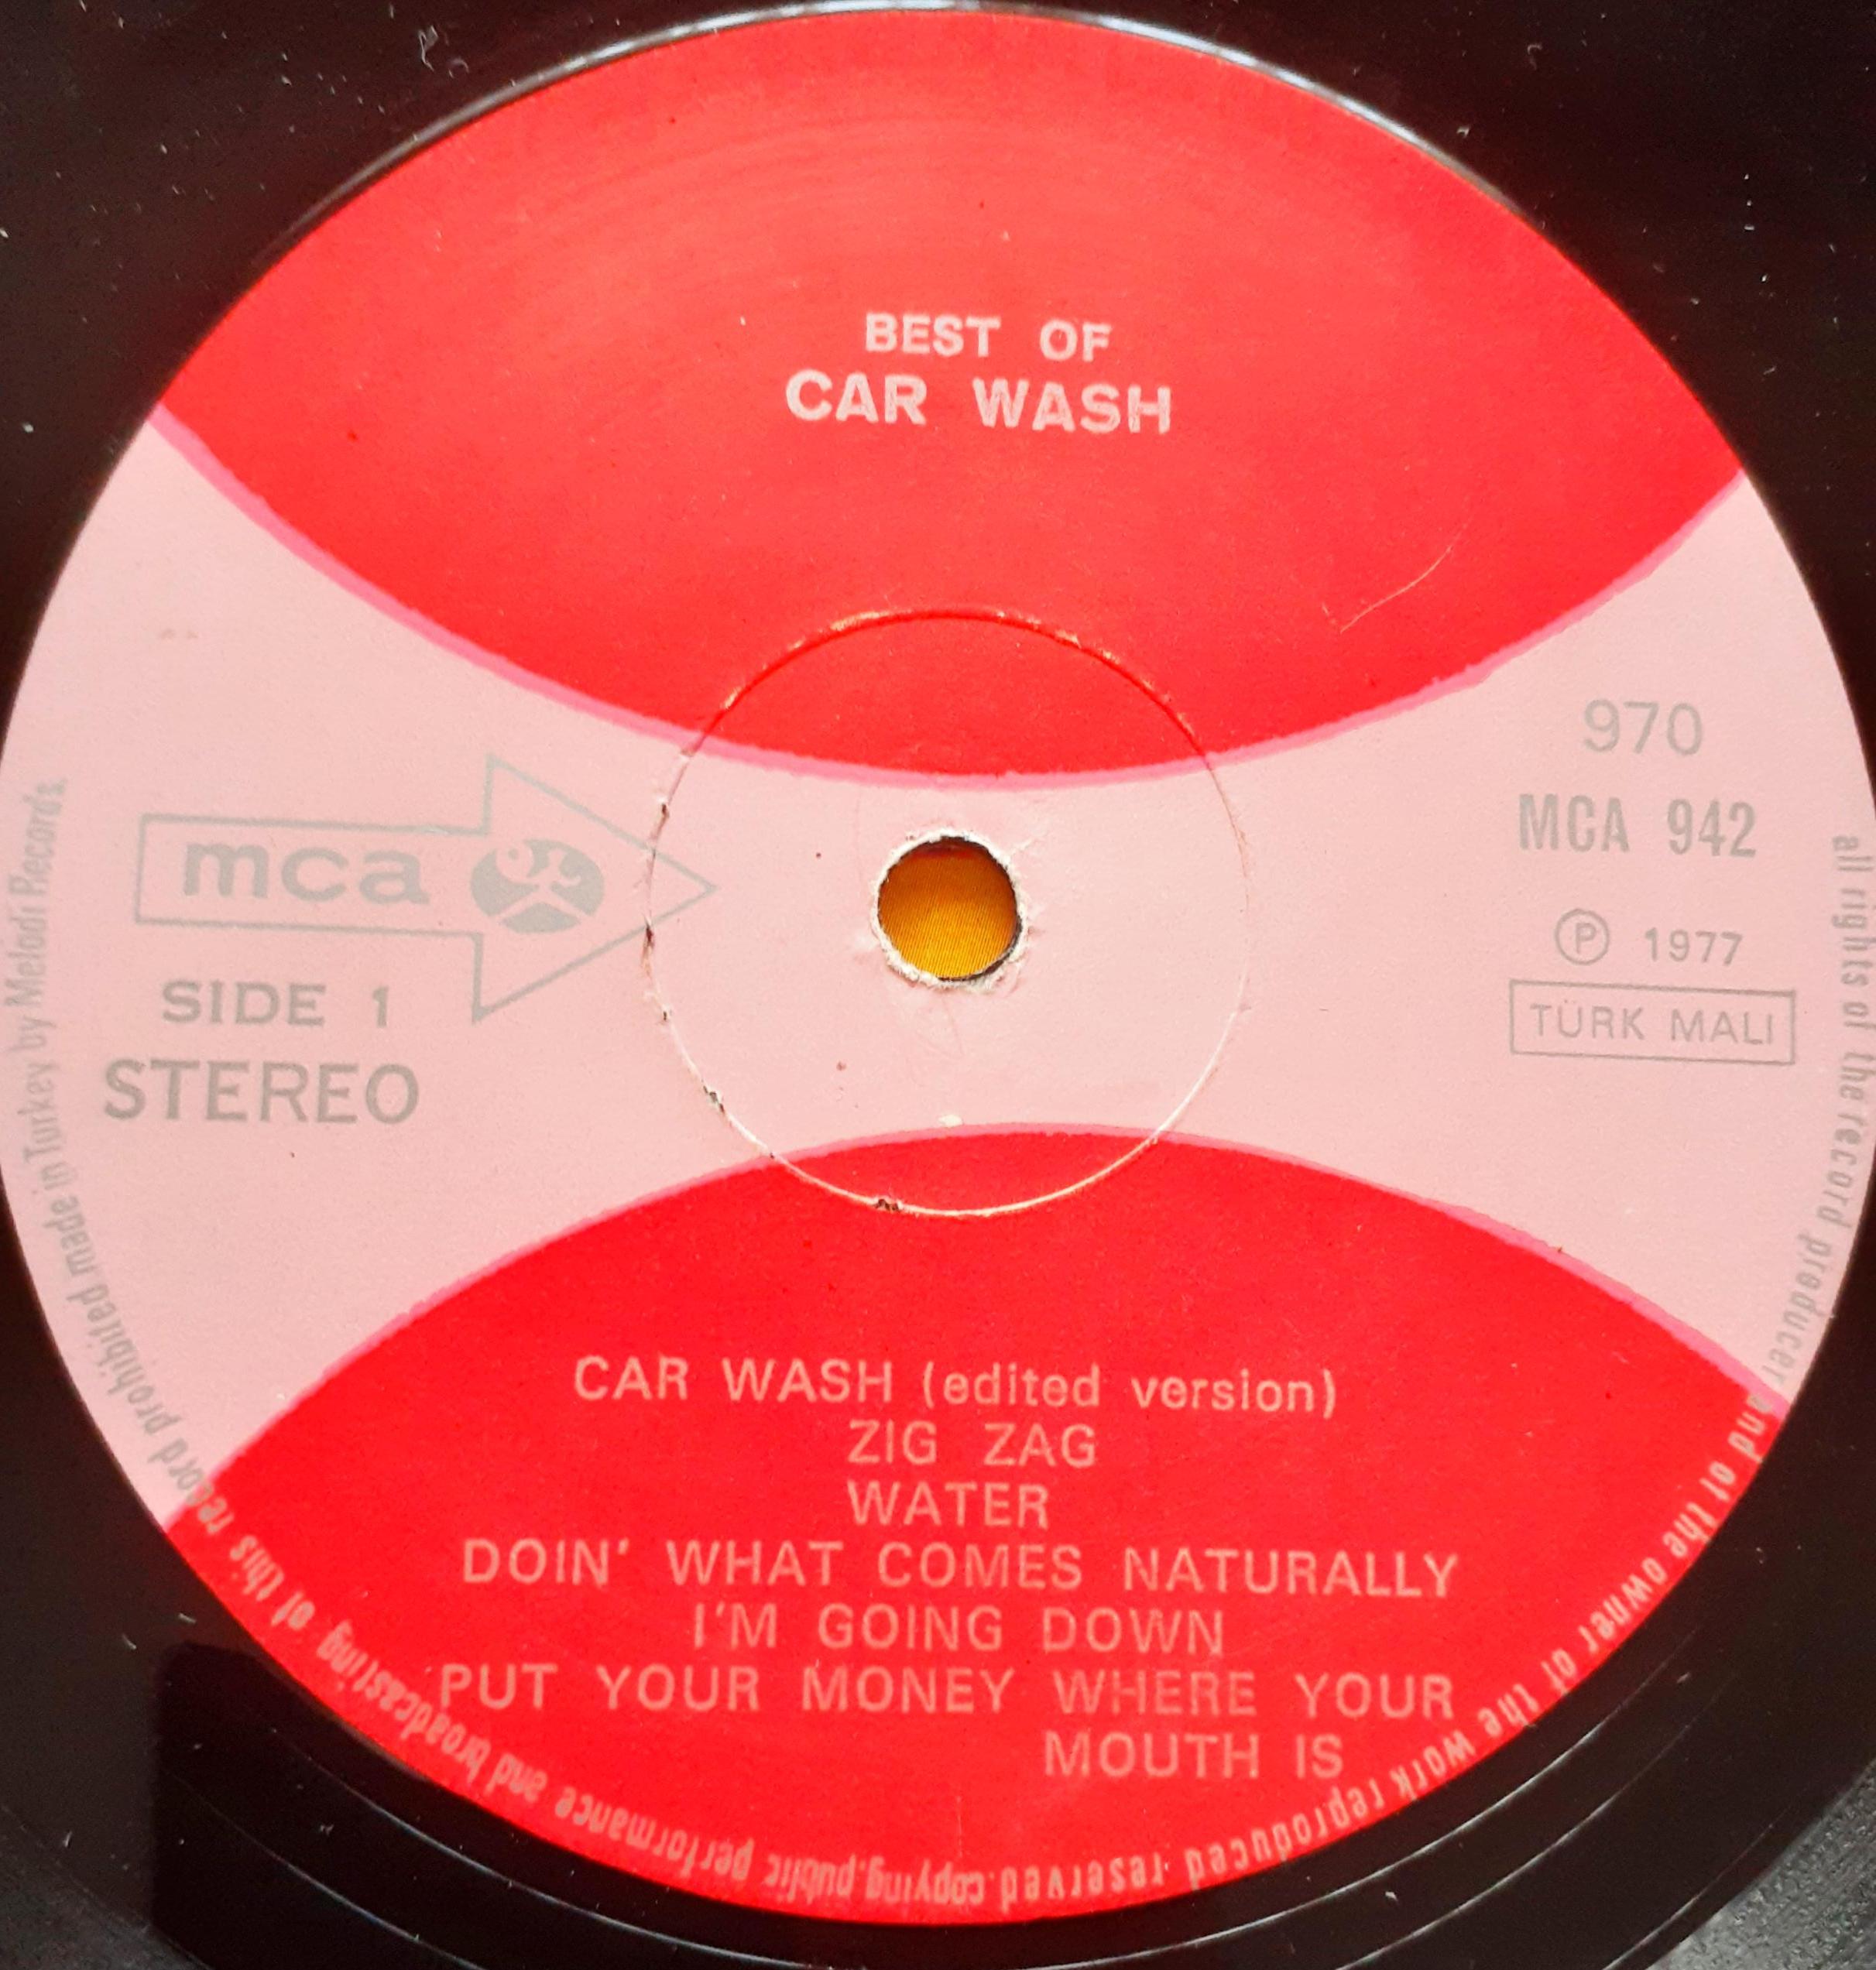 BEST OF
CAR WASH
970
MCA 942
mca
Ⓟ 1977
SIDE 1
TÜRK MALI
STEREO
CAR WASH (edited version)
ZIG ZAG
WATER
DOIN' WHAT COMES NATURALLY
I'M GOING DOWN
PUT YOUR MONEY WHERE YOUR
MOUTH IS
all rights of the record producer and of the owner of the work reproduced reserved.copying.public performance and broadcasting of this record prohibited made in Turkey by Melodi Records.